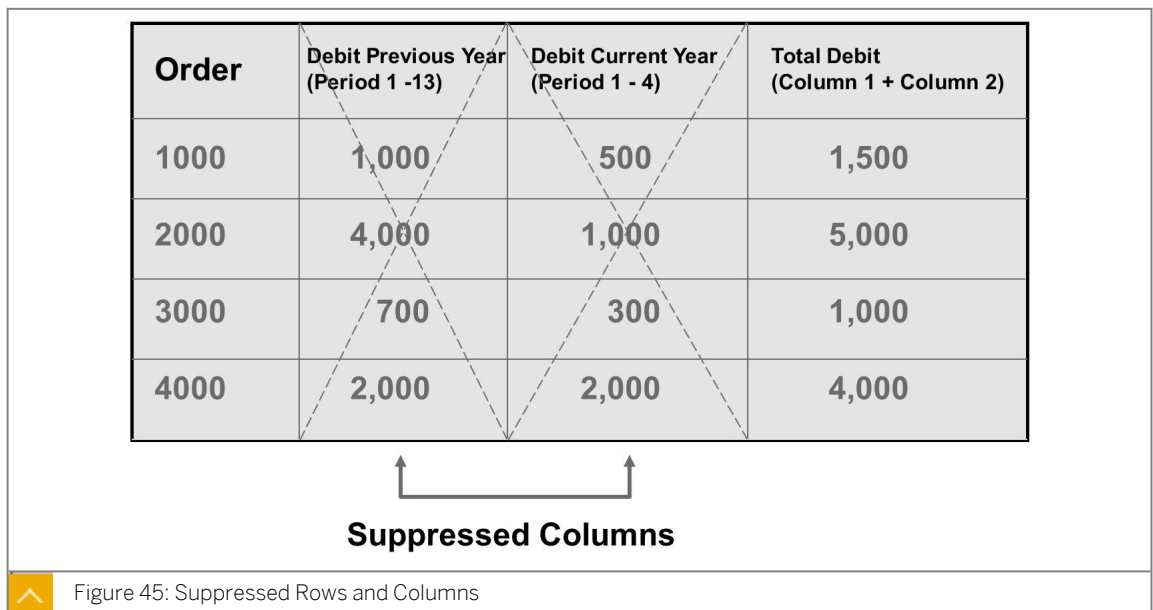 Order
Debit Previous Year
(Period 1 -13)
Debit Current Year
(Period 1 - 4)
Total Debit
(Column 1 + Column 2)
1000 1,000 500 1,500
2000 4,000 1,000 5,000
3000 700 300 1,000
4000 2,000 2,000 4,000
Suppressed Columns
Figure 45: Suppressed Rows and Columns